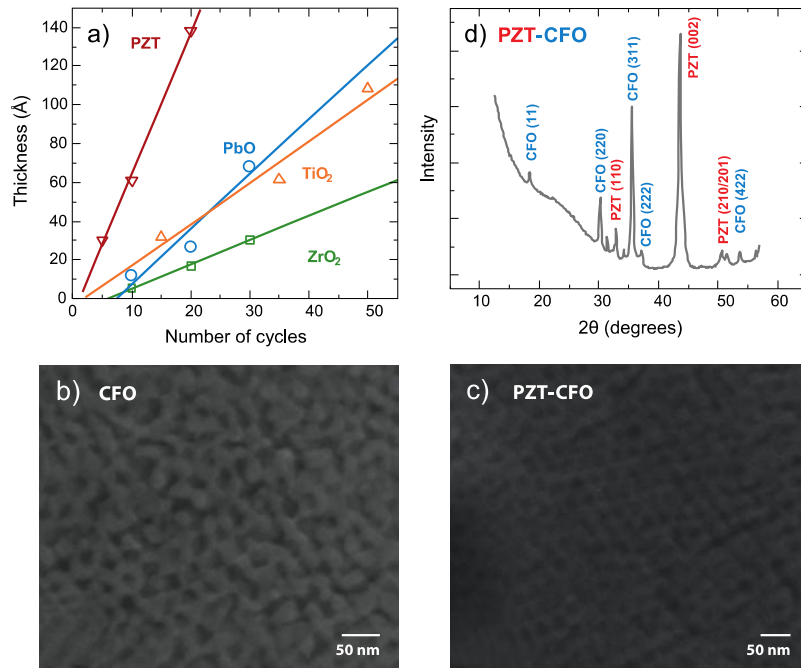 a)
PZT
PbO
TiO₂
ZrO₂
Thickness (Å)
140
120
100
80
60
40
20
0
0 10 20 30 40 50
Number of cycles
d) PZT-CFO
CFO (11)
CFO (220)
PZT (110)
CFO (311)
CFO (222)
PZT (002)
PZT (210/201)
CFO (422)
Intensity
10 20 30 40 50 60
2θ (degrees)
b) CFO
50 nm
c) PZT-CFO
50 nm